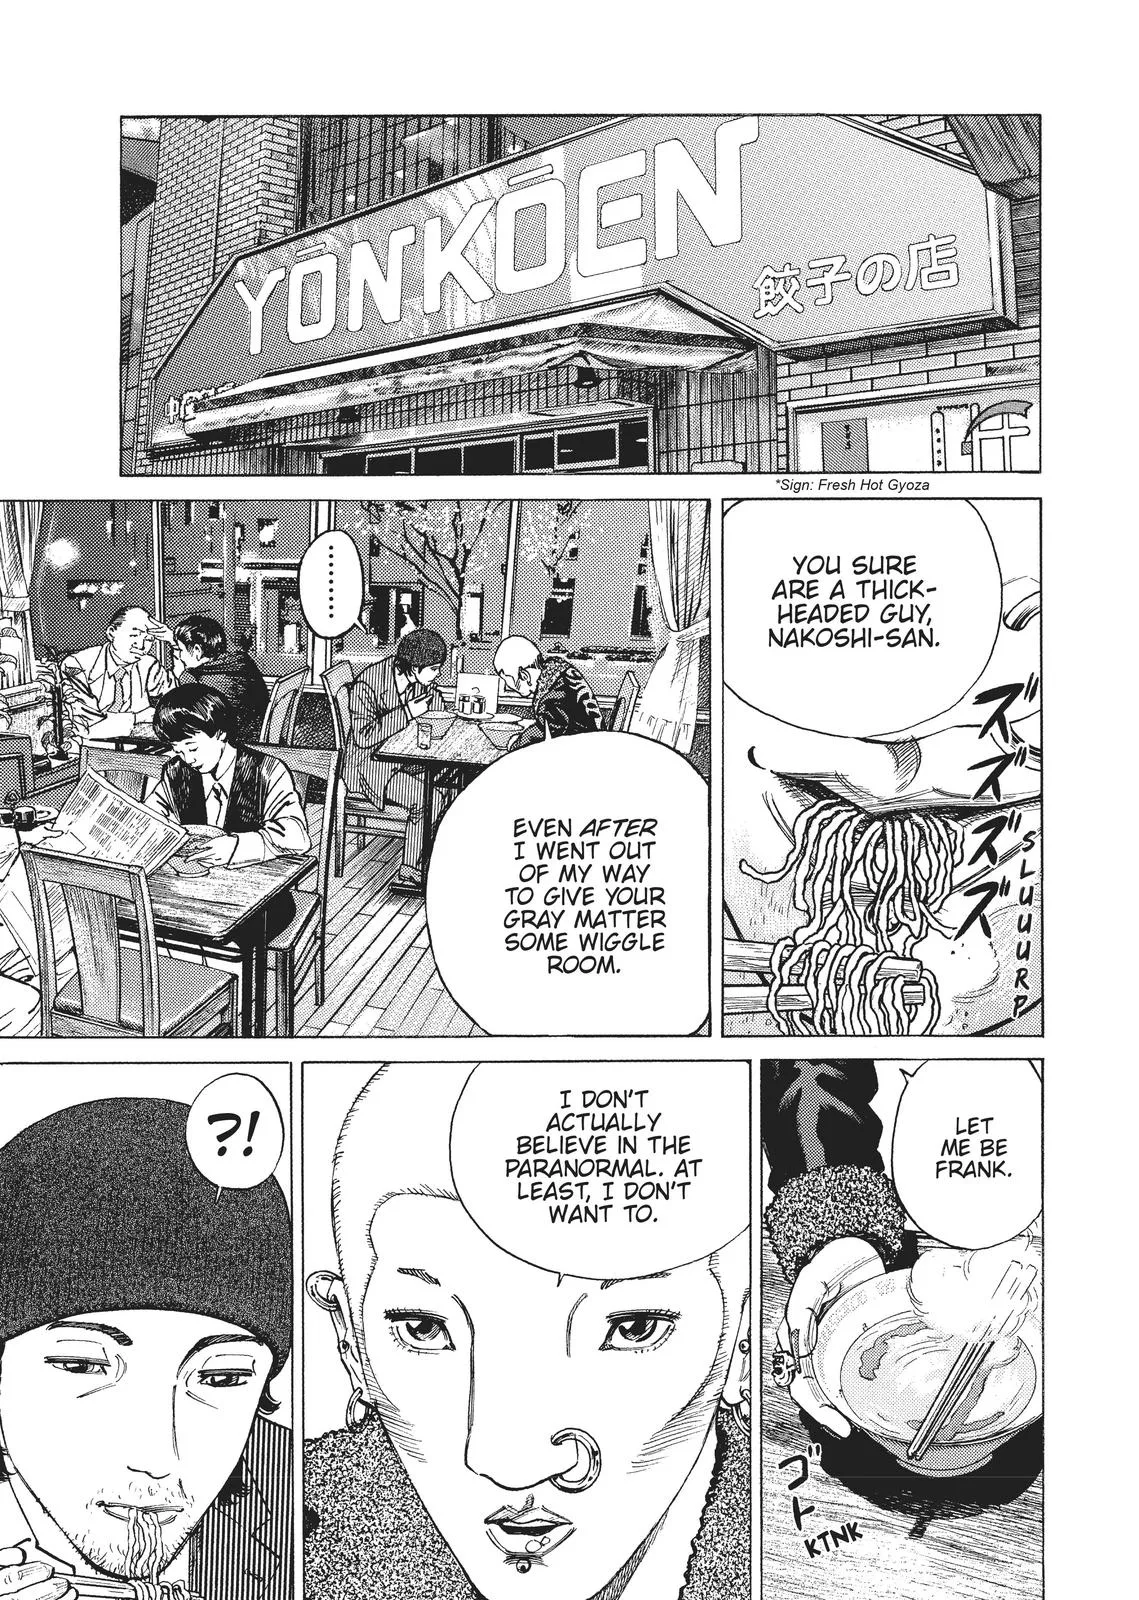 YŌNKŌEN
餃子の店
中
*Sign: Fresh Hot Gyoza
YOU SURE
ARE A THICK-
HEADED GUY,
NAKOSHI-SAN.
ズズズズ
SLUUURP
.........
EVEN AFTER
I WENT OUT
OF MY WAY
TO GIVE YOUR
GRAY MATTER
SOME WIGGLE
ROOM.
LET
ME BE
FRANK.
ゴト
KTNK
I DON'T
ACTUALLY
BELIEVE IN THE
PARANORMAL. AT
LEAST, I DON'T
WANT TO.
?!